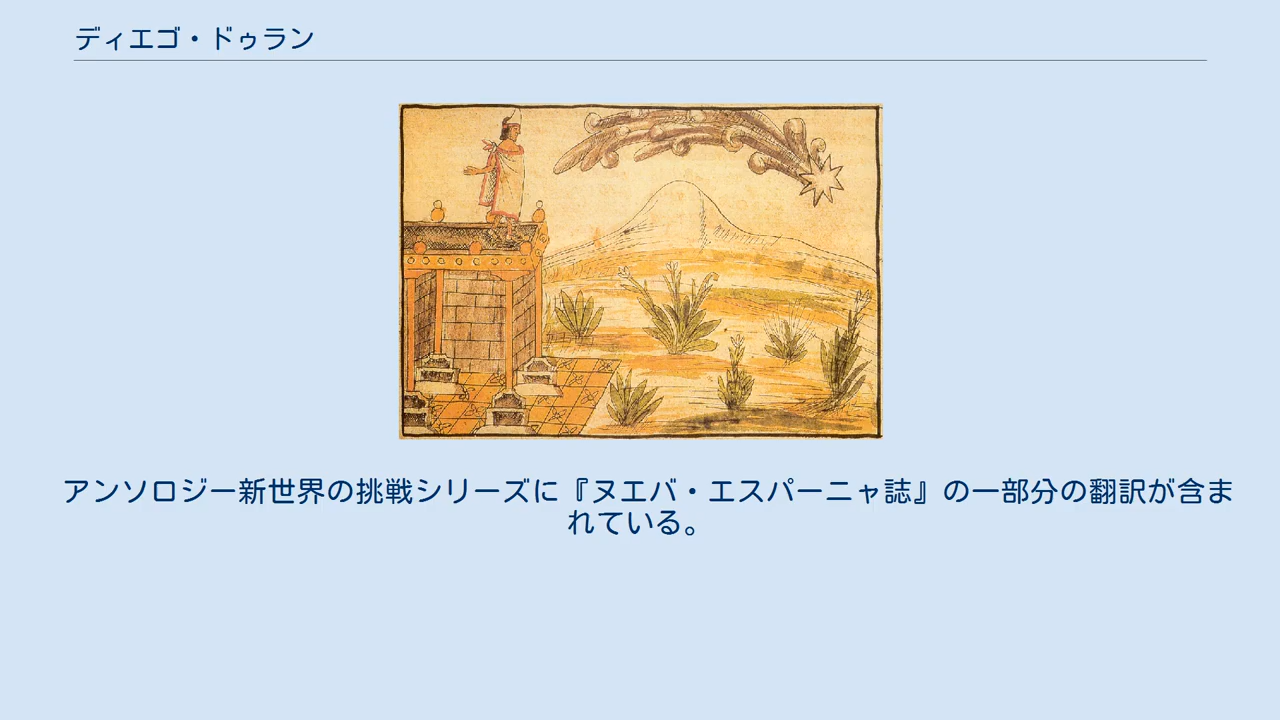 ディエゴ・ドゥラン
アンソロジー新世界の挑戦シリーズに『ヌエバ・エスパーニャ誌』の一部分の翻訳が含ま
れている。